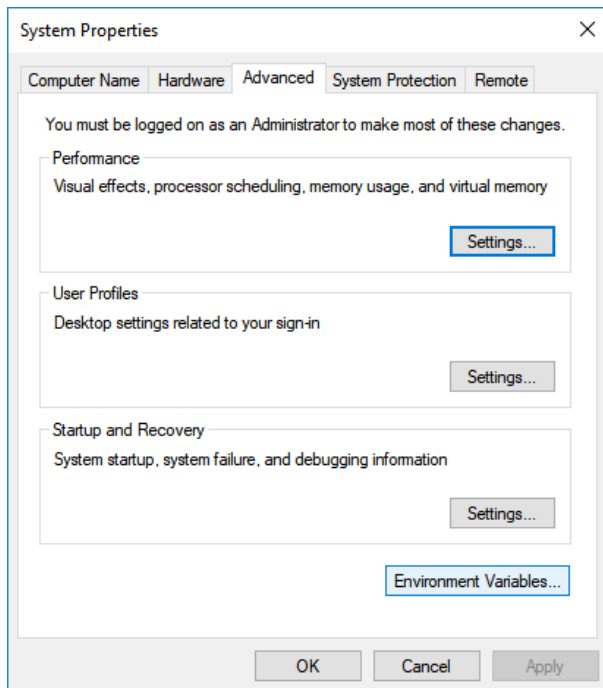 System Properties
Computer Name Hardware Advanced System Protection Remote
You must be logged on as an Administrator to make most of these changes.
Performance
Visual effects, processor scheduling, memory usage, and virtual memory
Settings...
User Profiles
Desktop settings related to your sign-in
Settings...
Startup and Recovery
System startup, system failure, and debugging information
Settings...
Environment Variables...
OK Cancel Apply